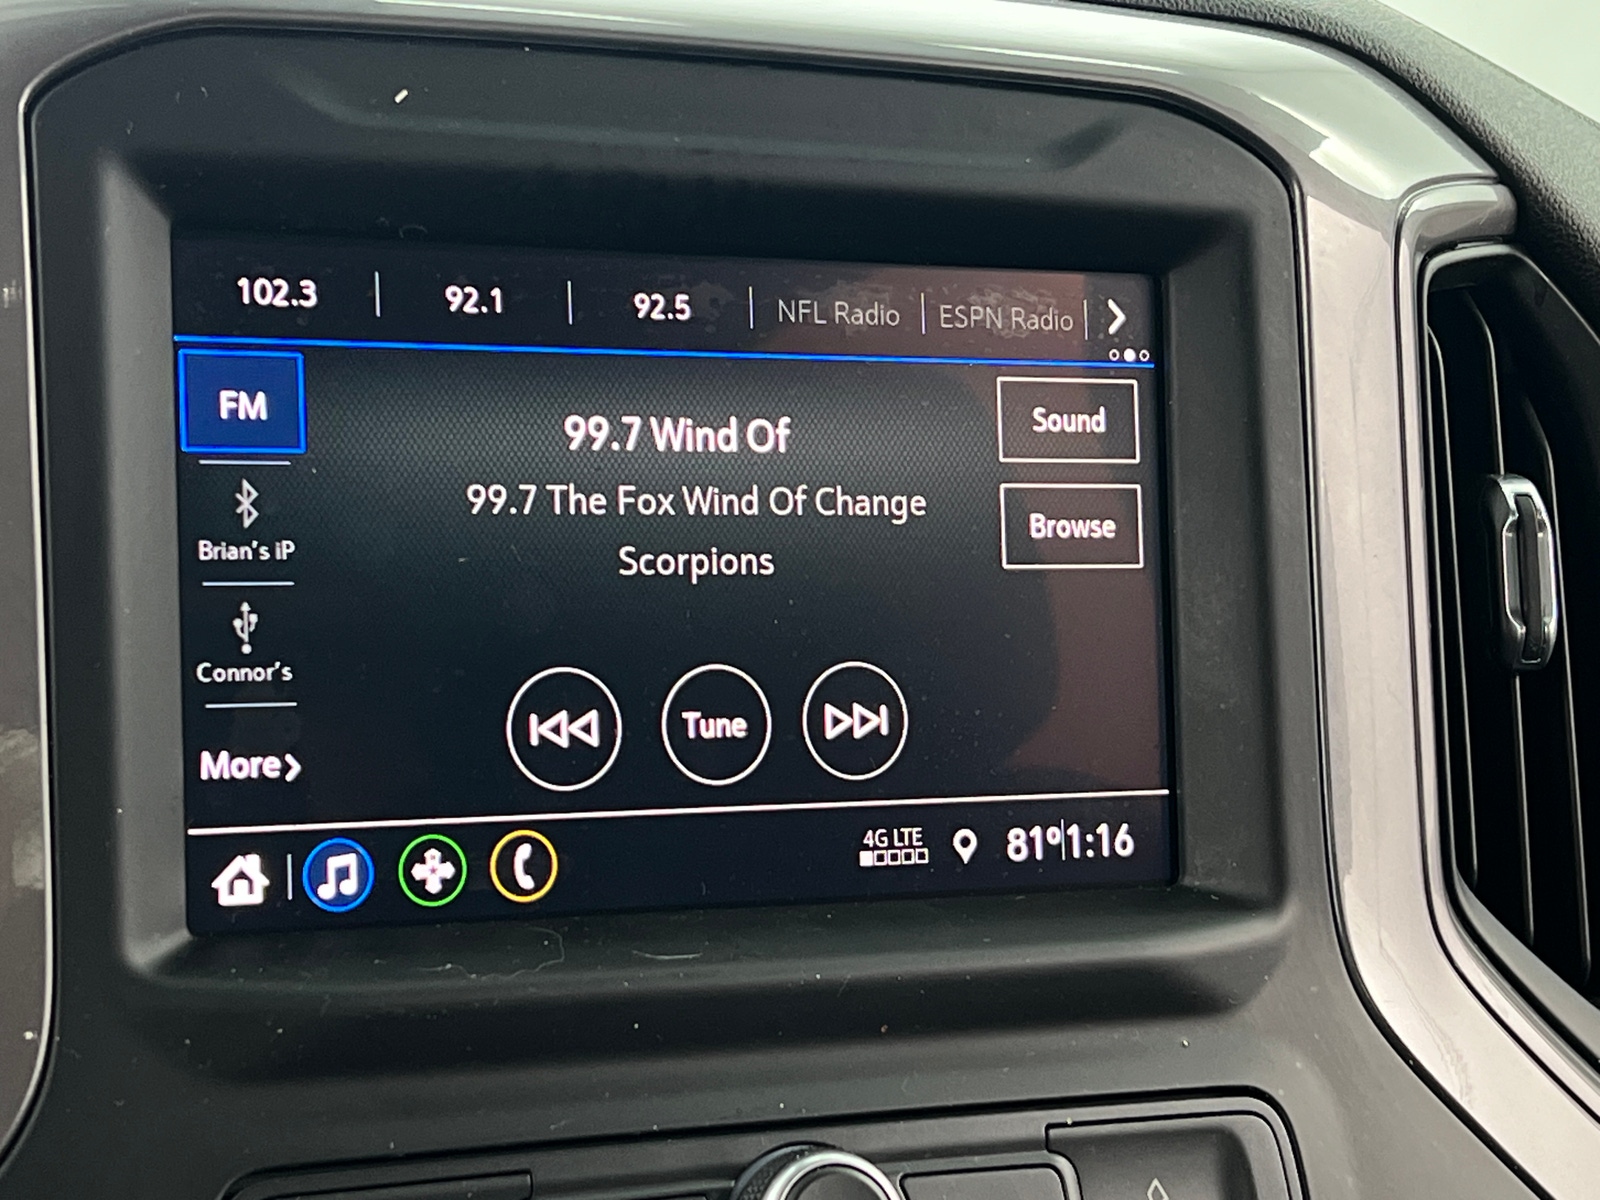 102.3
92.1
92.5
NFL Radio
ESPN Radio
FM
99.7 Wind Of
Sound
99.7 The Fox Wind Of Change
Scorpions
Browse
Brian's iP
Connor's
More
Tune
4G LTE
81° 1:16